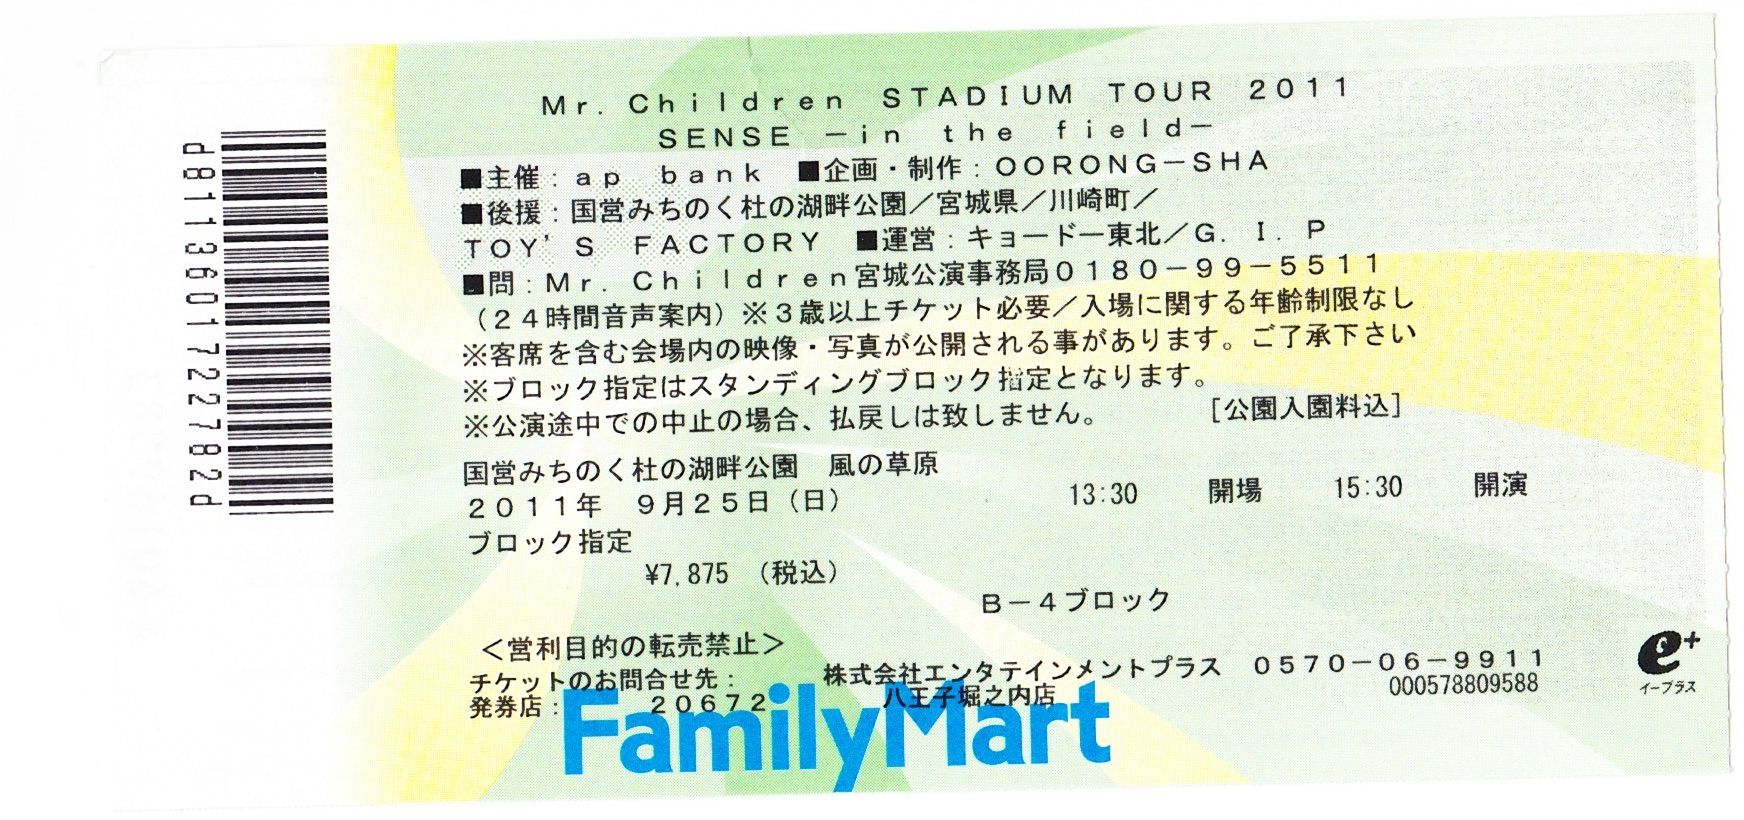 Mr. Children STADIUM TOUR 2011
SENSE -in the field-
■主催:ap bank ■企画・制作:OORONG-SHA
■後援:国営みちのく杜の湖畔公園/宮城県/川崎町/
TOY'S FACTORY ■運営:キョードー東北/G.I.P
■問:Mr. Children宮城公演事務局0180-99-5511
(24時間音声案内)※3歳以上チケット必要/入場に関する年齢制限なし
※客席を含む会場内の映像・写真が公開される事があります。ご了承下さい
※ブロック指定はスタンディングブロック指定となります。
※公演途中での中止の場合、払戻しは致しません。 [公園入園料込]
国営みちのく杜の湖畔公園 風の草原
2011年 9月25日(日) 13:30 開場 15:30 開演
ブロック指定
¥7,875 (税込)
B-4ブロック
<営利目的の転売禁止>
チケットのお問合せ先: 株式会社エンタテインメントプラス 0570-06-9911
発券店: 20672 八王子堀之内店 000578809588
e+
イープラス
FamilyMart
d8113601722782d